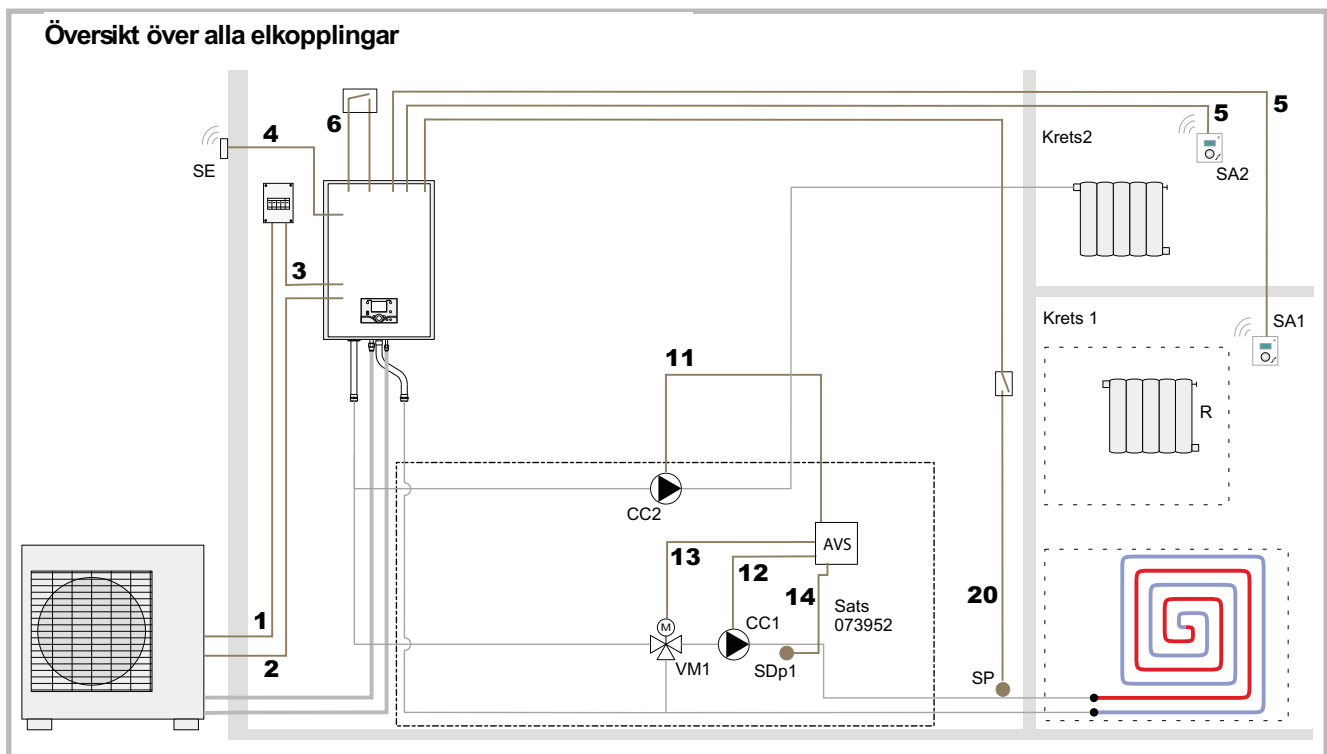 Översikt över alla elkopplingar
6
5
5
4
Krets2
SE
SA2
3
Krets 1
SA1
11
R
CC2
AVS
13
12
14
20
Sats
073952
1
M
CC1
2
VM1
SDp1
SP